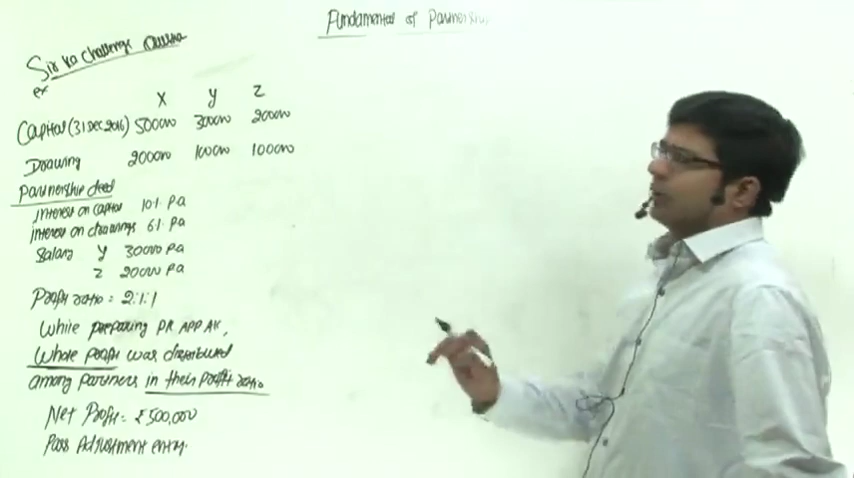 Fundamental of Partnership
Sir ka challenge
ex
X Y Z
Capital (31 Dec 2016) 500000 300000 200000
Drawing 200000 100000 100000
Partnership deed
interest on capital 10% Pa
interest on drawings 6% Pa
Salary Y 30000 Pa
Z 20000 Pa
Profit ratio = 2:1:1
While preparing PR APP A/c,
Whole profit was distributed
among partners in their profit ratio
Net Profit = ₹500,000
Pass Adjustment entry.